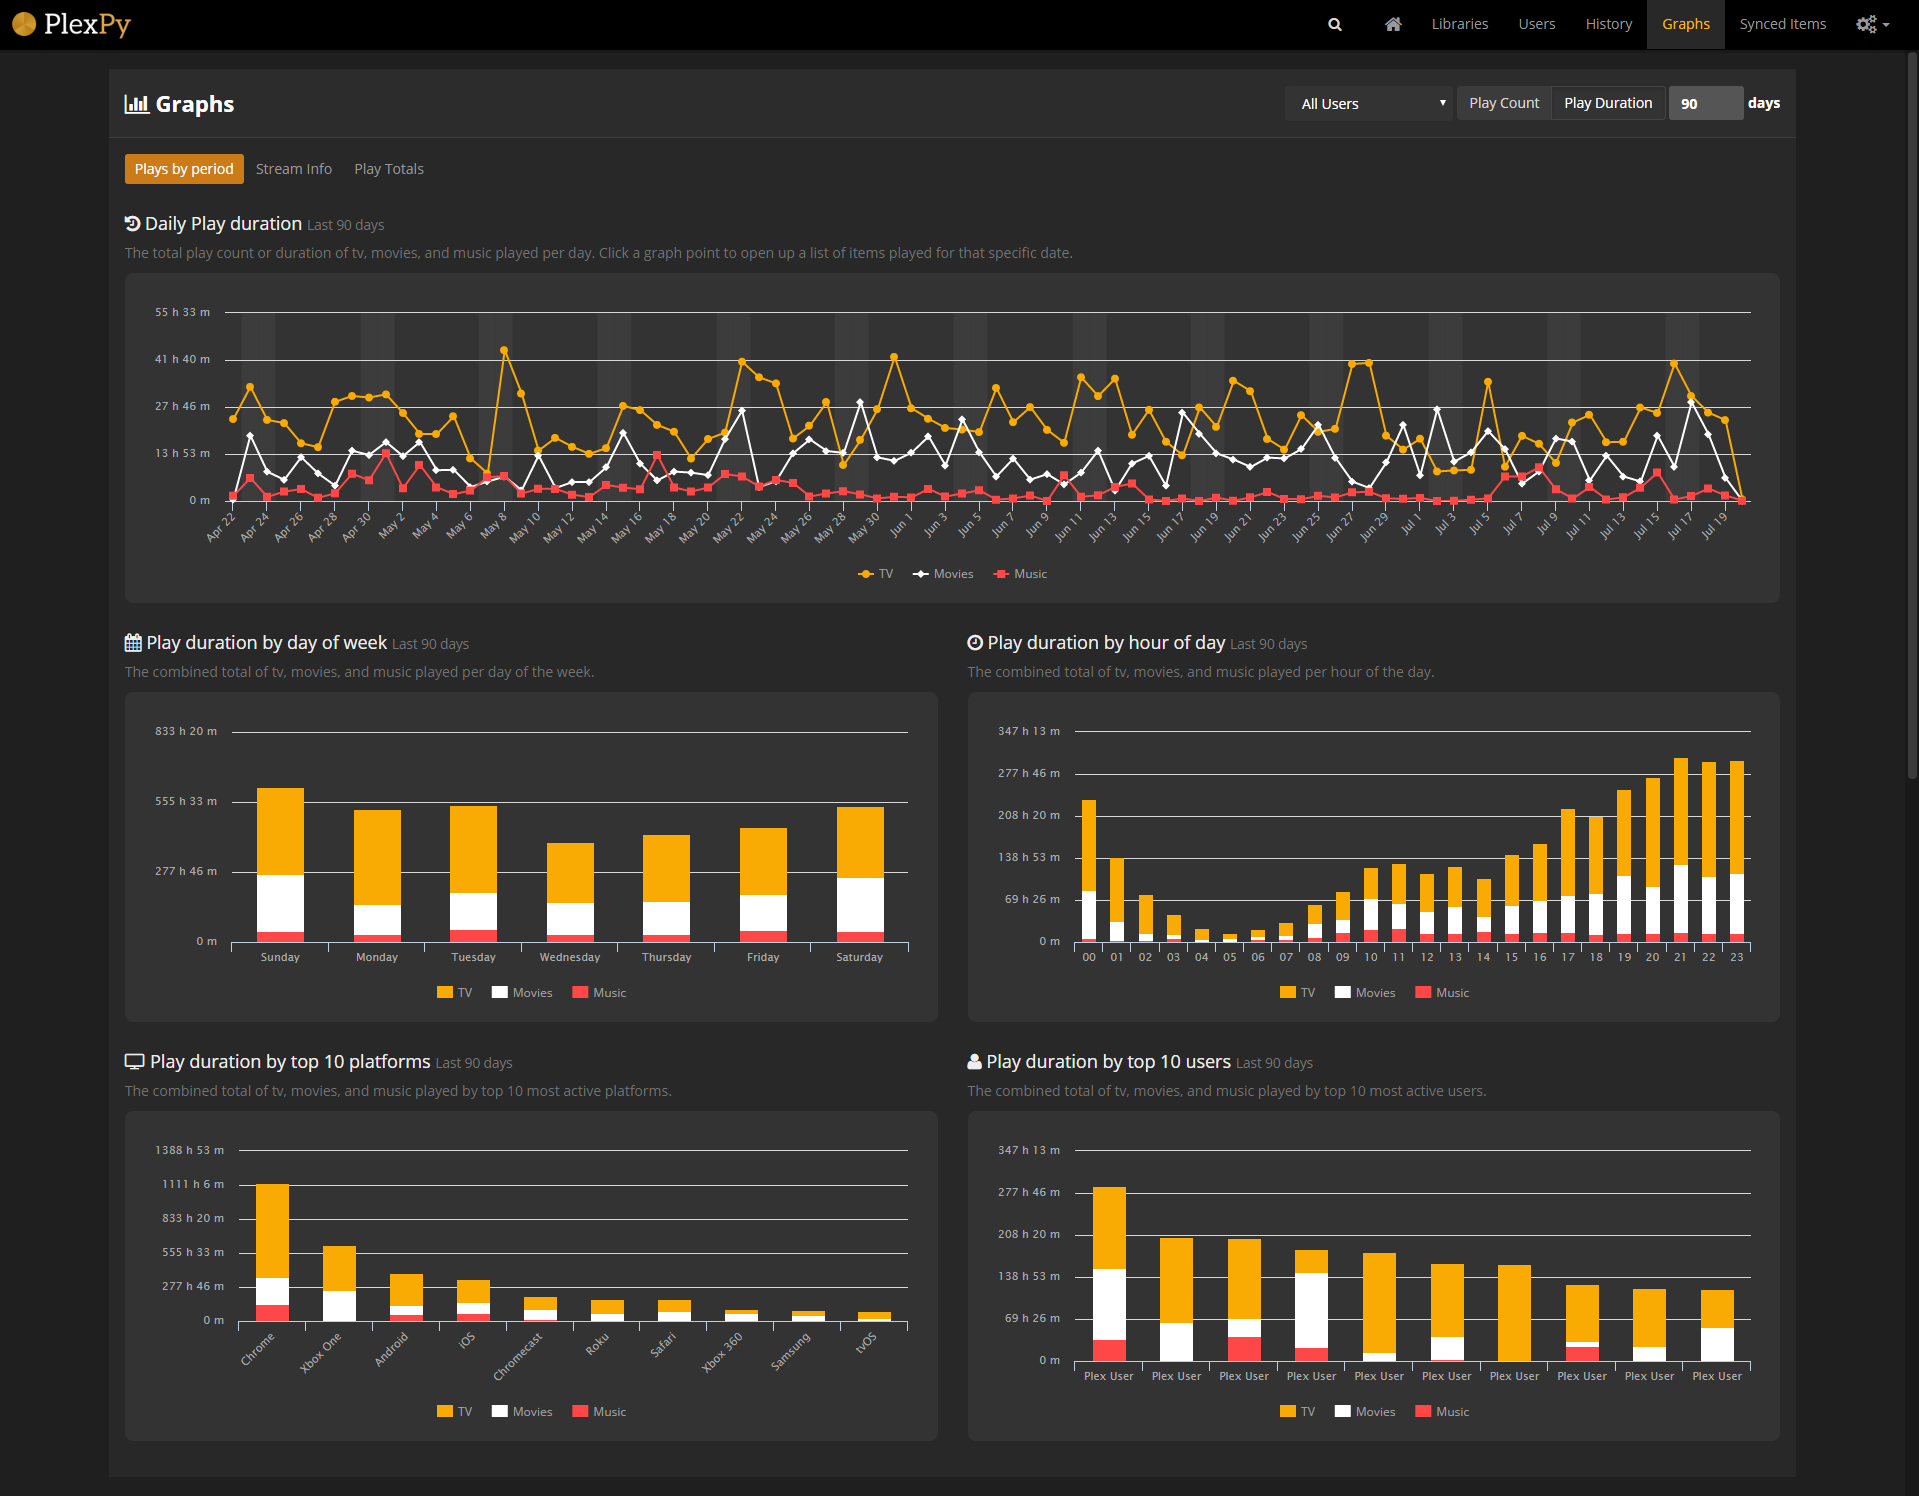 PlexPy
Libraries Users History Graphs Synced Items
Graphs
All Users Play Count Play Duration 90 days
Plays by period Stream Info Play Totals
Daily Play duration Last 90 days
The total play count or duration of tv, movies, and music played per day. Click a graph point to open up a list of items played for that specific date.
55 h 33 m
41 h 40 m
27 h 46 m
13 h 53 m
0 m
Apr 22 Apr 24 Apr 26 Apr 28 Apr 30 May 2 May 4 May 6 May 8 May 10 May 12 May 14 May 16 May 18 May 20 May 22 May 24 May 26 May 28 May 30 Jun 1 Jun 3 Jun 5 Jun 7 Jun 9 Jun 11 Jun 13 Jun 15 Jun 17 Jun 19 Jun 21 Jun 23 Jun 25 Jun 27 Jun 29 Jul 1 Jul 3 Jul 5 Jul 7 Jul 9 Jul 11 Jul 13 Jul 15 Jul 17 Jul 19
TV Movies Music
Play duration by day of week Last 90 days
The combined total of tv, movies, and music played per day of the week.
833 h 20 m
555 h 33 m
277 h 46 m
0 m
Sunday Monday Tuesday Wednesday Thursday Friday Saturday
TV Movies Music
Play duration by hour of day Last 90 days
The combined total of tv, movies, and music played per hour of the day.
347 h 13 m
277 h 46 m
208 h 20 m
138 h 53 m
69 h 26 m
0 m
00 01 02 03 04 05 06 07 08 09 10 11 12 13 14 15 16 17 18 19 20 21 22 23
TV Movies Music
Play duration by top 10 platforms Last 90 days
The combined total of tv, movies, and music played by top 10 most active platforms.
1388 h 53 m
1111 h 6 m
833 h 20 m
555 h 33 m
277 h 46 m
0 m
Chrome Xbox One Android iOS Chromecast Roku Safari Xbox 360 Samsung tvOS
TV Movies Music
Play duration by top 10 users Last 90 days
The combined total of tv, movies, and music played by top 10 most active users.
347 h 13 m
277 h 46 m
208 h 20 m
138 h 53 m
69 h 26 m
0 m
Plex User Plex User Plex User Plex User Plex User Plex User Plex User Plex User Plex User Plex User
TV Movies Music